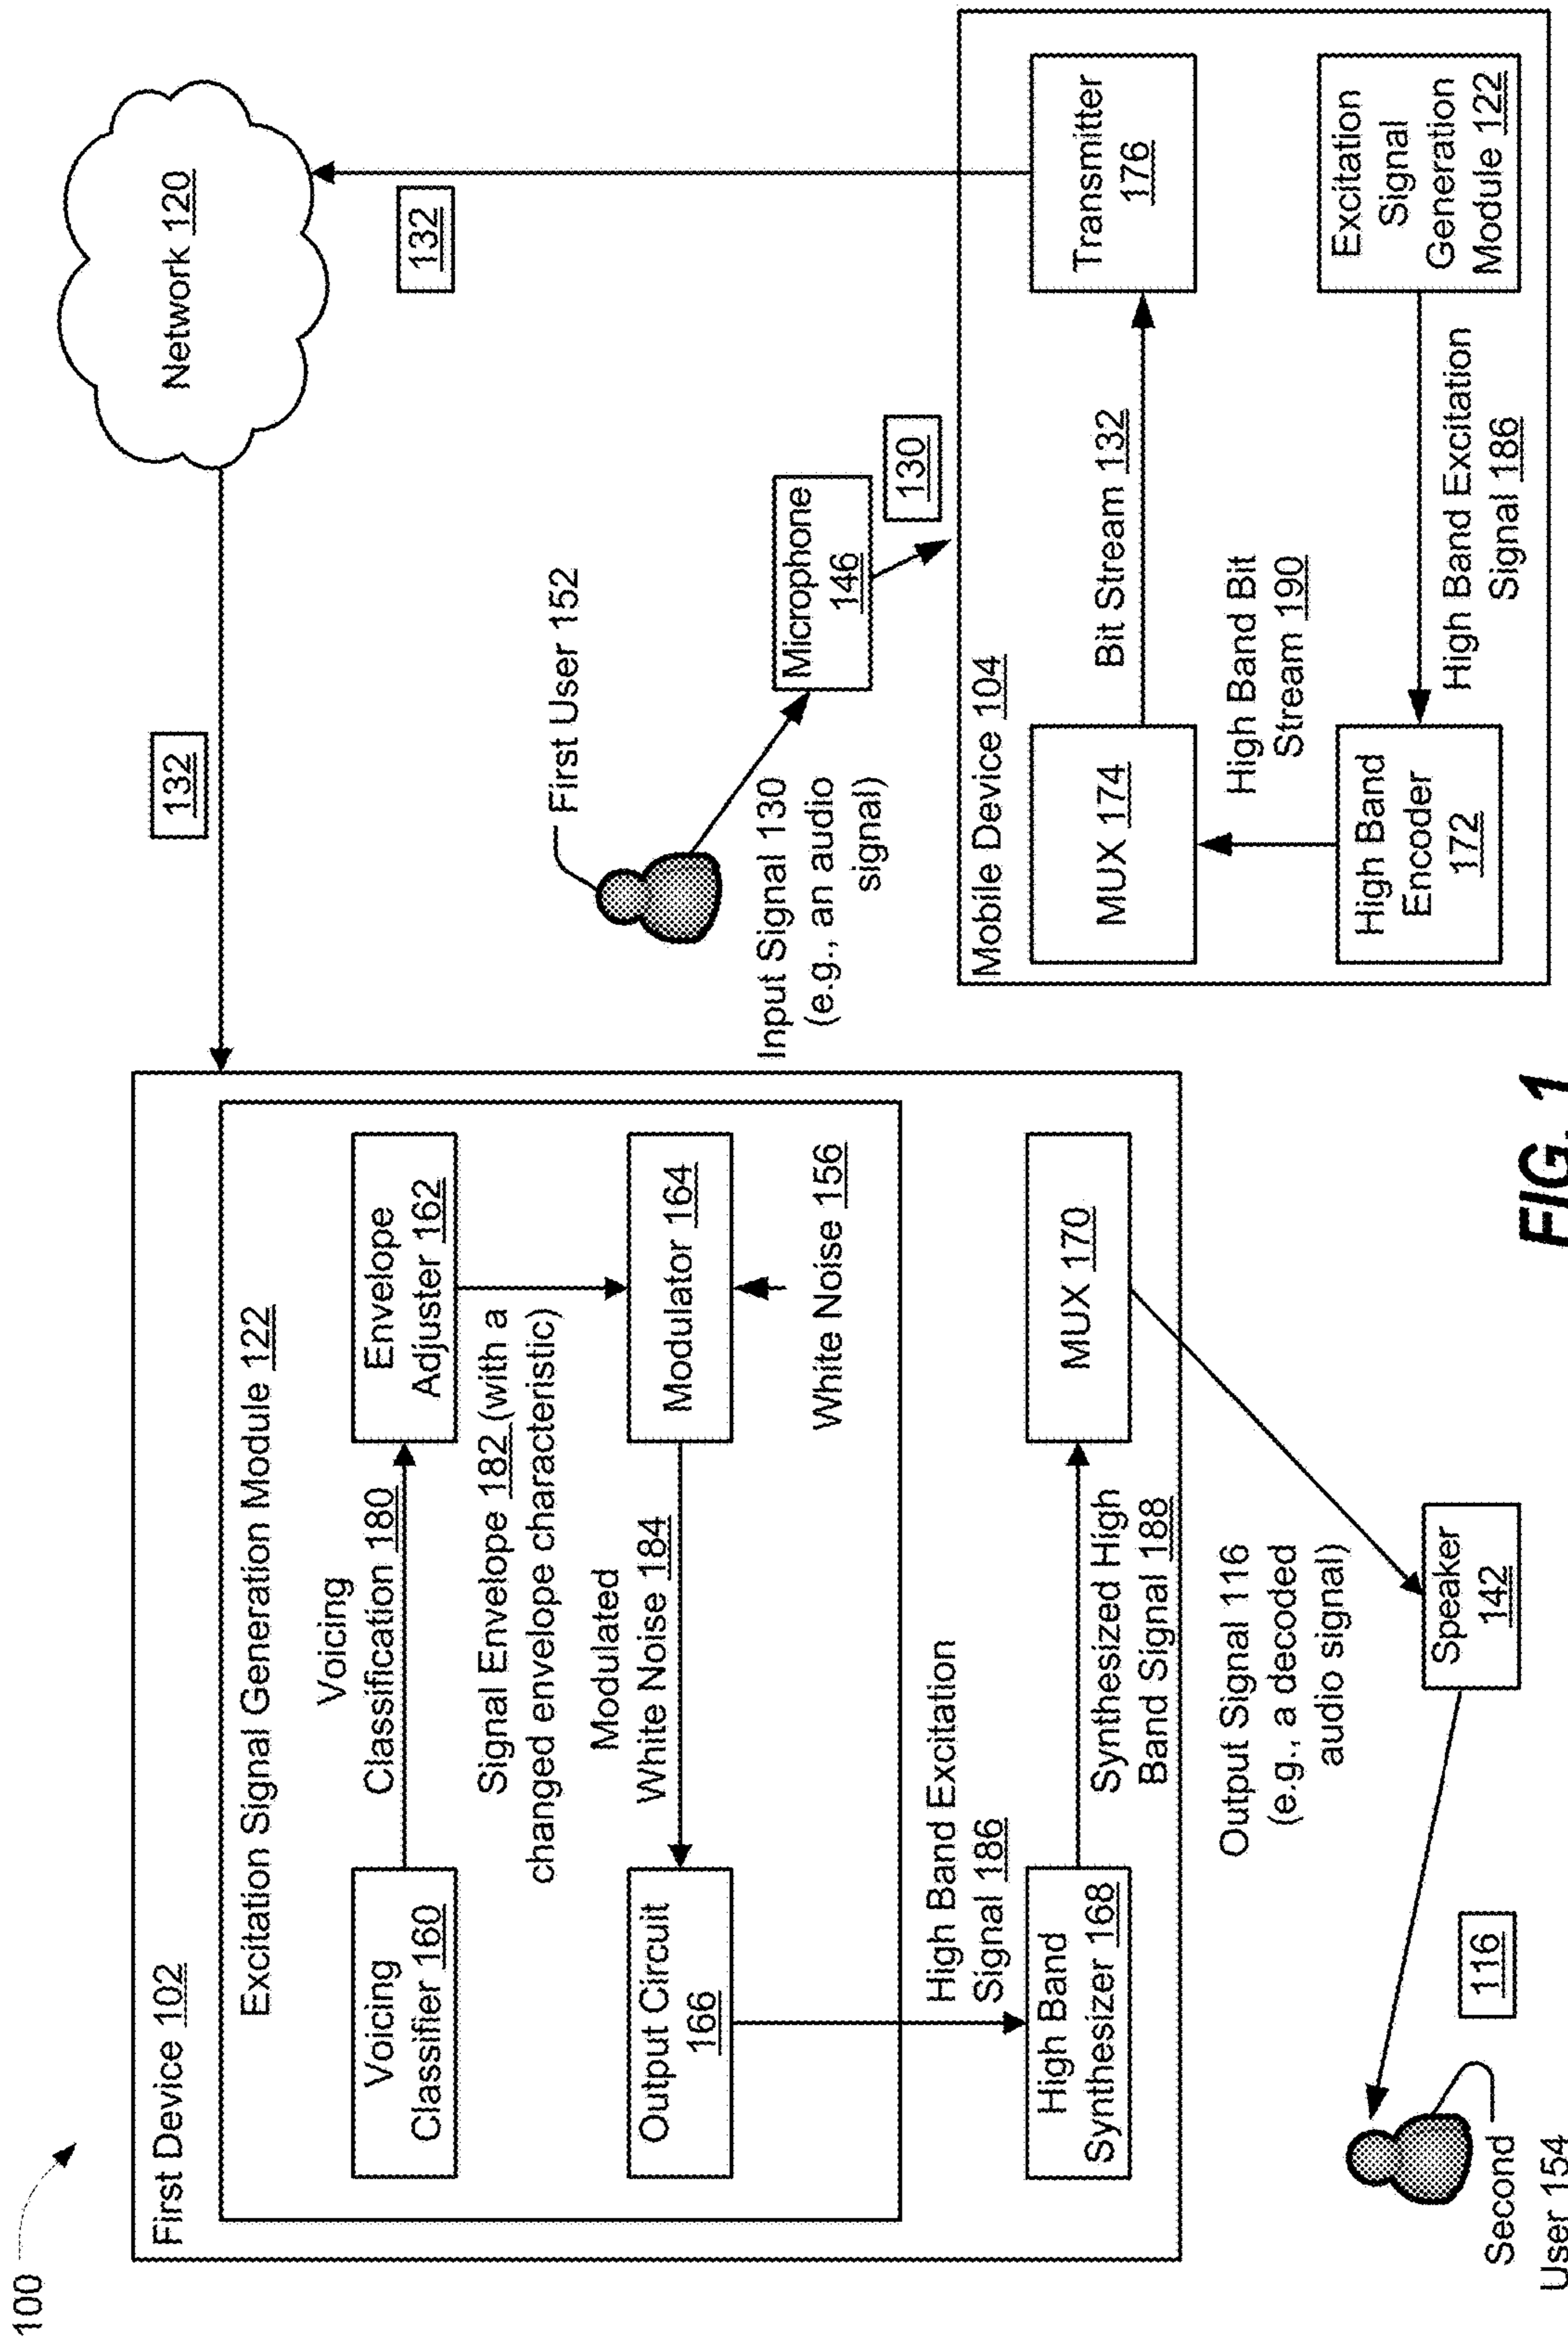 100
First Device 102
Excitation Signal Generation Module 122
Voicing
Classifier 160
Voicing
Classification 180
Envelope
Adjuster 162
Signal Envelope 182 (with a
changed envelope characteristic)
Modulated
White Noise 184
Output Circuit
166
Modulator 164
White Noise 156
High Band Excitation
Signal 186
High Band
Synthesizer 168
Synthesized High
Band Signal 188
MUX 170
Output Signal 116
(e.g., a decoded
audio signal)
Speaker
142
116
Second
User 154
132
Network 120
132
First User 152
Microphone
146
130
Input Signal 130
(e.g., an audio
signal)
Mobile Device 104
MUX 174
Bit Stream 132
Transmitter
176
High Band Bit
Stream 190
High Band
Encoder
172
High Band Excitation
Signal 186
Excitation
Signal
Generation
Module 122
FIG. 1